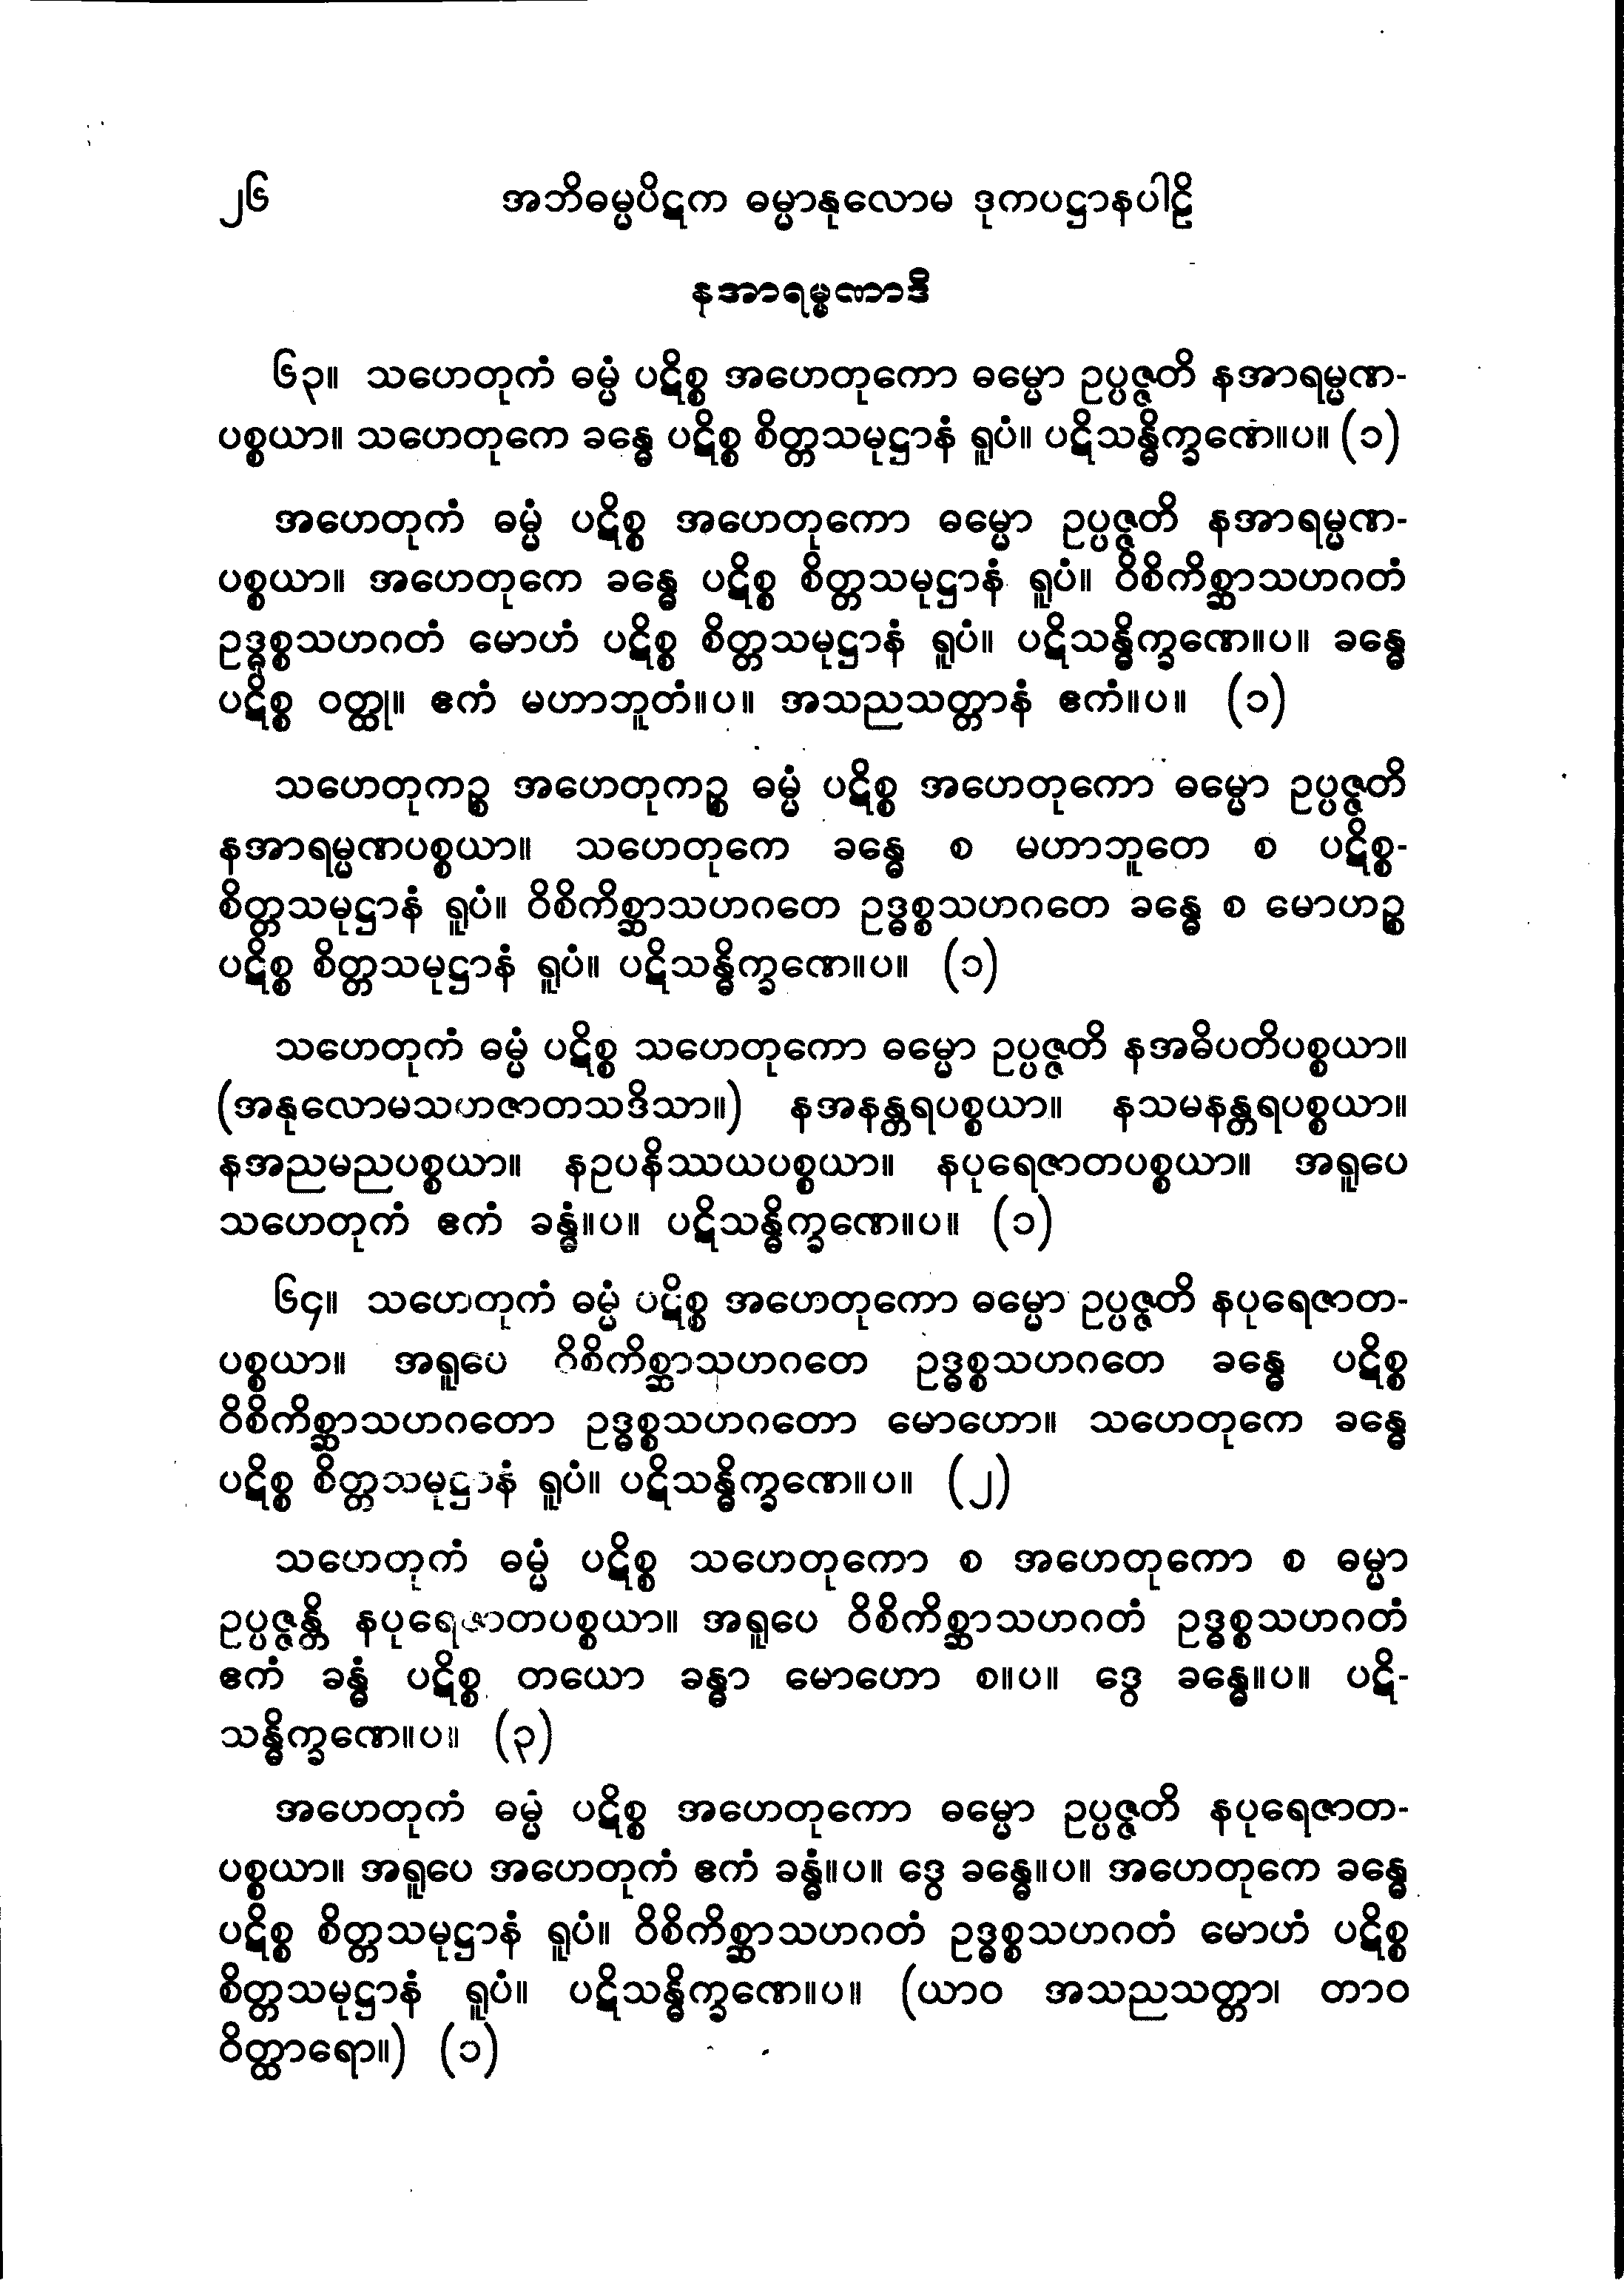 ၂၆ အဘိဓမ္မပိဋက ဓမ္မာနုလောမ ဒုကပဋ္ဌာနပါဠိ
နအာရမ္မဏာဒိ
၆၃။ သဟေတုကံ ဓမ္မံ ပဋိစ္စ အဟေတုကော ဓမ္မော ဥပ္ပဇ္ဇတိ နအာရမ္မဏ-
ပစ္စယာ။ သဟေတုကေ ခန္ဓေ ပဋိစ္စ စိတ္တသမုဋ္ဌာနံ ရူပံ။ ပဋိသန္ဓိက္ခဏေ။ပ။ (၁)
အဟေတုကံ ဓမ္မံ ပဋိစ္စ အဟေတုကော ဓမ္မော ဥပ္ပဇ္ဇတိ နအာရမ္မဏ-
ပစ္စယာ။ အဟေတုကေ ခန္ဓေ ပဋိစ္စ စိတ္တသမုဋ္ဌာနံ ရူပံ။ ဝိစိကိစ္ဆာသဟဂတံ
ဥဒ္ဓစ္စသဟဂတံ မောဟံ ပဋိစ္စ စိတ္တသမုဋ္ဌာနံ ရူပံ။ ပဋိသန္ဓိက္ခဏေ။ပ။ ခန္ဓေ
ပဋိစ္စ ဝတ္ထု။ ဧကံ မဟာဘူတံ။ပ။ အသညသတ္တာနံ ဧကံ။ပ။ (၁)
သဟေတုကဉ္စ အဟေတုကဉ္စ ဓမ္မံ ပဋိစ္စ အဟေတုကော ဓမ္မော ဥပ္ပဇ္ဇတိ
နအာရမ္မဏပစ္စယာ။ သဟေတုကေ ခန္ဓေ စ မဟာဘူတေ စ ပဋိစ္စ-
စိတ္တသမုဋ္ဌာနံ ရူပံ။ ဝိစိကိစ္ဆာသဟဂတေ ဥဒ္ဓစ္စသဟဂတေ ခန္ဓေ စ မောဟဉ္စ
ပဋိစ္စ စိတ္တသမုဋ္ဌာနံ ရူပံ။ ပဋိသန္ဓိက္ခဏေ။ပ။ (၁)
သဟေတုကံ ဓမ္မံ ပဋိစ္စ သဟေတုကော ဓမ္မော ဥပ္ပဇ္ဇတိ နအဓိပတိပစ္စယာ။
(အနုလောမသဟဇာတသဒိသာ။) နအနန္တရပစ္စယာ။ နသမနန္တရပစ္စယာ။
နအညမညပစ္စယာ။ နဥပနိဿယပစ္စယာ။ နပုရေဇာတပစ္စယာ။ အရူပေ
သဟေတုကံ ဧကံ ခန္ဓံ။ပ။ ပဋိသန္ဓိက္ခဏေ။ပ။ (၁)
၆၄။ သဟေတုကံ ဓမ္မံ ပဋိစ္စ အဟေတုကော ဓမ္မော ဥပ္ပဇ္ဇတိ နပုရေဇာတ-
ပစ္စယာ။ အရူပေ ဝိစိကိစ္ဆာသဟဂတေ ဥဒ္ဓစ္စသဟဂတေ ခန္ဓေ ပဋိစ္စ
ဝိစိကိစ္ဆာသဟဂတော ဥဒ္ဓစ္စသဟဂတော မောဟော။ သဟေတုကေ ခန္ဓေ
ပဋိစ္စ စိတ္တသမုဋ္ဌာနံ ရူပံ။ ပဋိသန္ဓိက္ခဏေ။ပ။ (၂)
သဟေတုကံ ဓမ္မံ ပဋိစ္စ သဟေတုကော စ အဟေတုကော စ ဓမ္မာ
ဥပ္ပဇ္ဇန္တိ နပုရေဇာတပစ္စယာ။ အရူပေ ဝိစိကိစ္ဆာသဟဂတံ ဥဒ္ဓစ္စသဟဂတံ
ဧကံ ခန္ဓံ ပဋိစ္စ တယော ခန္ဓာ မောဟော စ။ပ။ ဒွေ ခန္ဓေ။ပ။ ပဋိ-
သန္ဓိက္ခဏေ။ပ။ (၃)
အဟေတုကံ ဓမ္မံ ပဋိစ္စ အဟေတုကော ဓမ္မော ဥပ္ပဇ္ဇတိ နပုရေဇာတ-
ပစ္စယာ။ အရူပေ အဟေတုကံ ဧကံ ခန္ဓံ။ပ။ ဒွေ ခန္ဓေ။ပ။ အဟေတုကေ ခန္ဓေ
ပဋိစ္စ စိတ္တသမုဋ္ဌာနံ ရူပံ။ ဝိစိကိစ္ဆာသဟဂတံ ဥဒ္ဓစ္စသဟဂတံ မောဟံ ပဋိစ္စ
စိတ္တသမုဋ္ဌာနံ ရူပံ။ ပဋိသန္ဓိက္ခဏေ။ပ။ (ယာဝ အသညသတ္တာ၊ တာဝ
ဝိတ္ထာရော။) (၁)